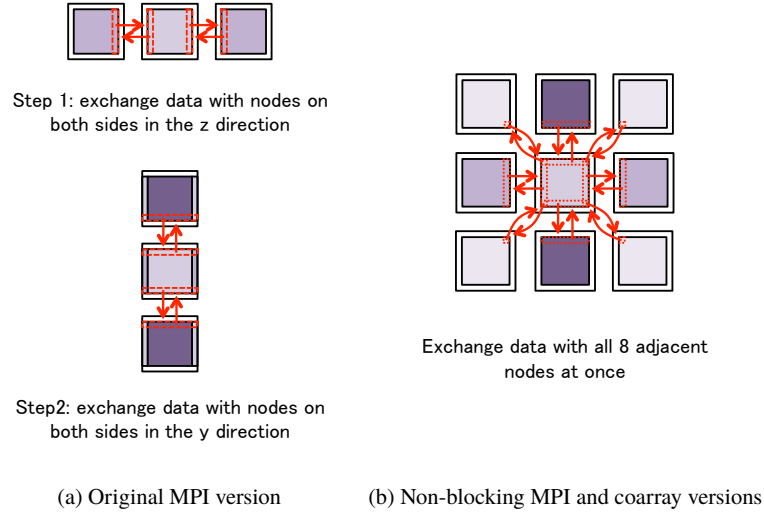 Step 1: exchange data with nodes on
both sides in the z direction
Step2: exchange data with nodes on
both sides in the y direction
Exchange data with all 8 adjacent
nodes at once
(a) Original MPI version
(b) Non-blocking MPI and coarray versions